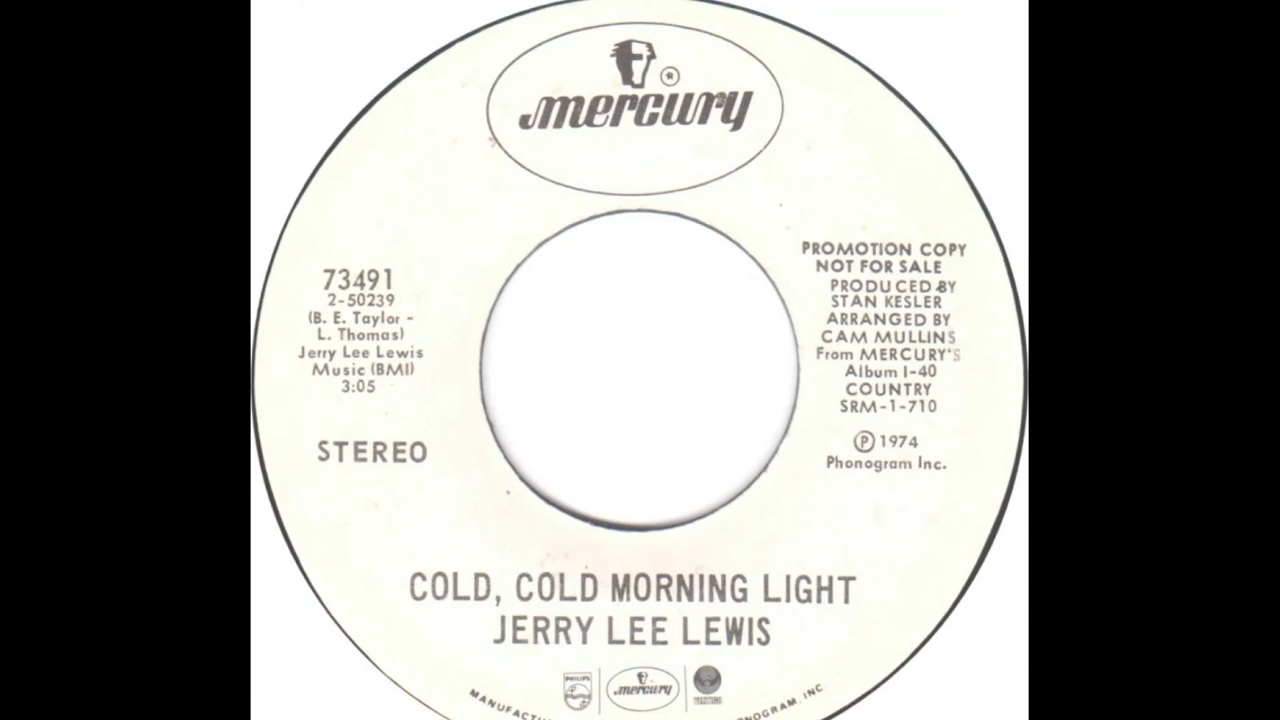 mercury
73491
2-50239
(B. E. Taylor -
L. Thomas)
Jerry Lee Lewis
Music (BMI)
3:05
STEREO
PROMOTION COPY
NOT FOR SALE
PRODUCED BY
STAN KESLER
ARRANGED BY
CAM MULLINS
From MERCURY'S
Album I-40
COUNTRY
SRM-1-710
Ⓟ 1974
Phonogram Inc.
COLD, COLD MORNING LIGHT
JERRY LEE LEWIS
PHILIPS
mercury
VERTIGO